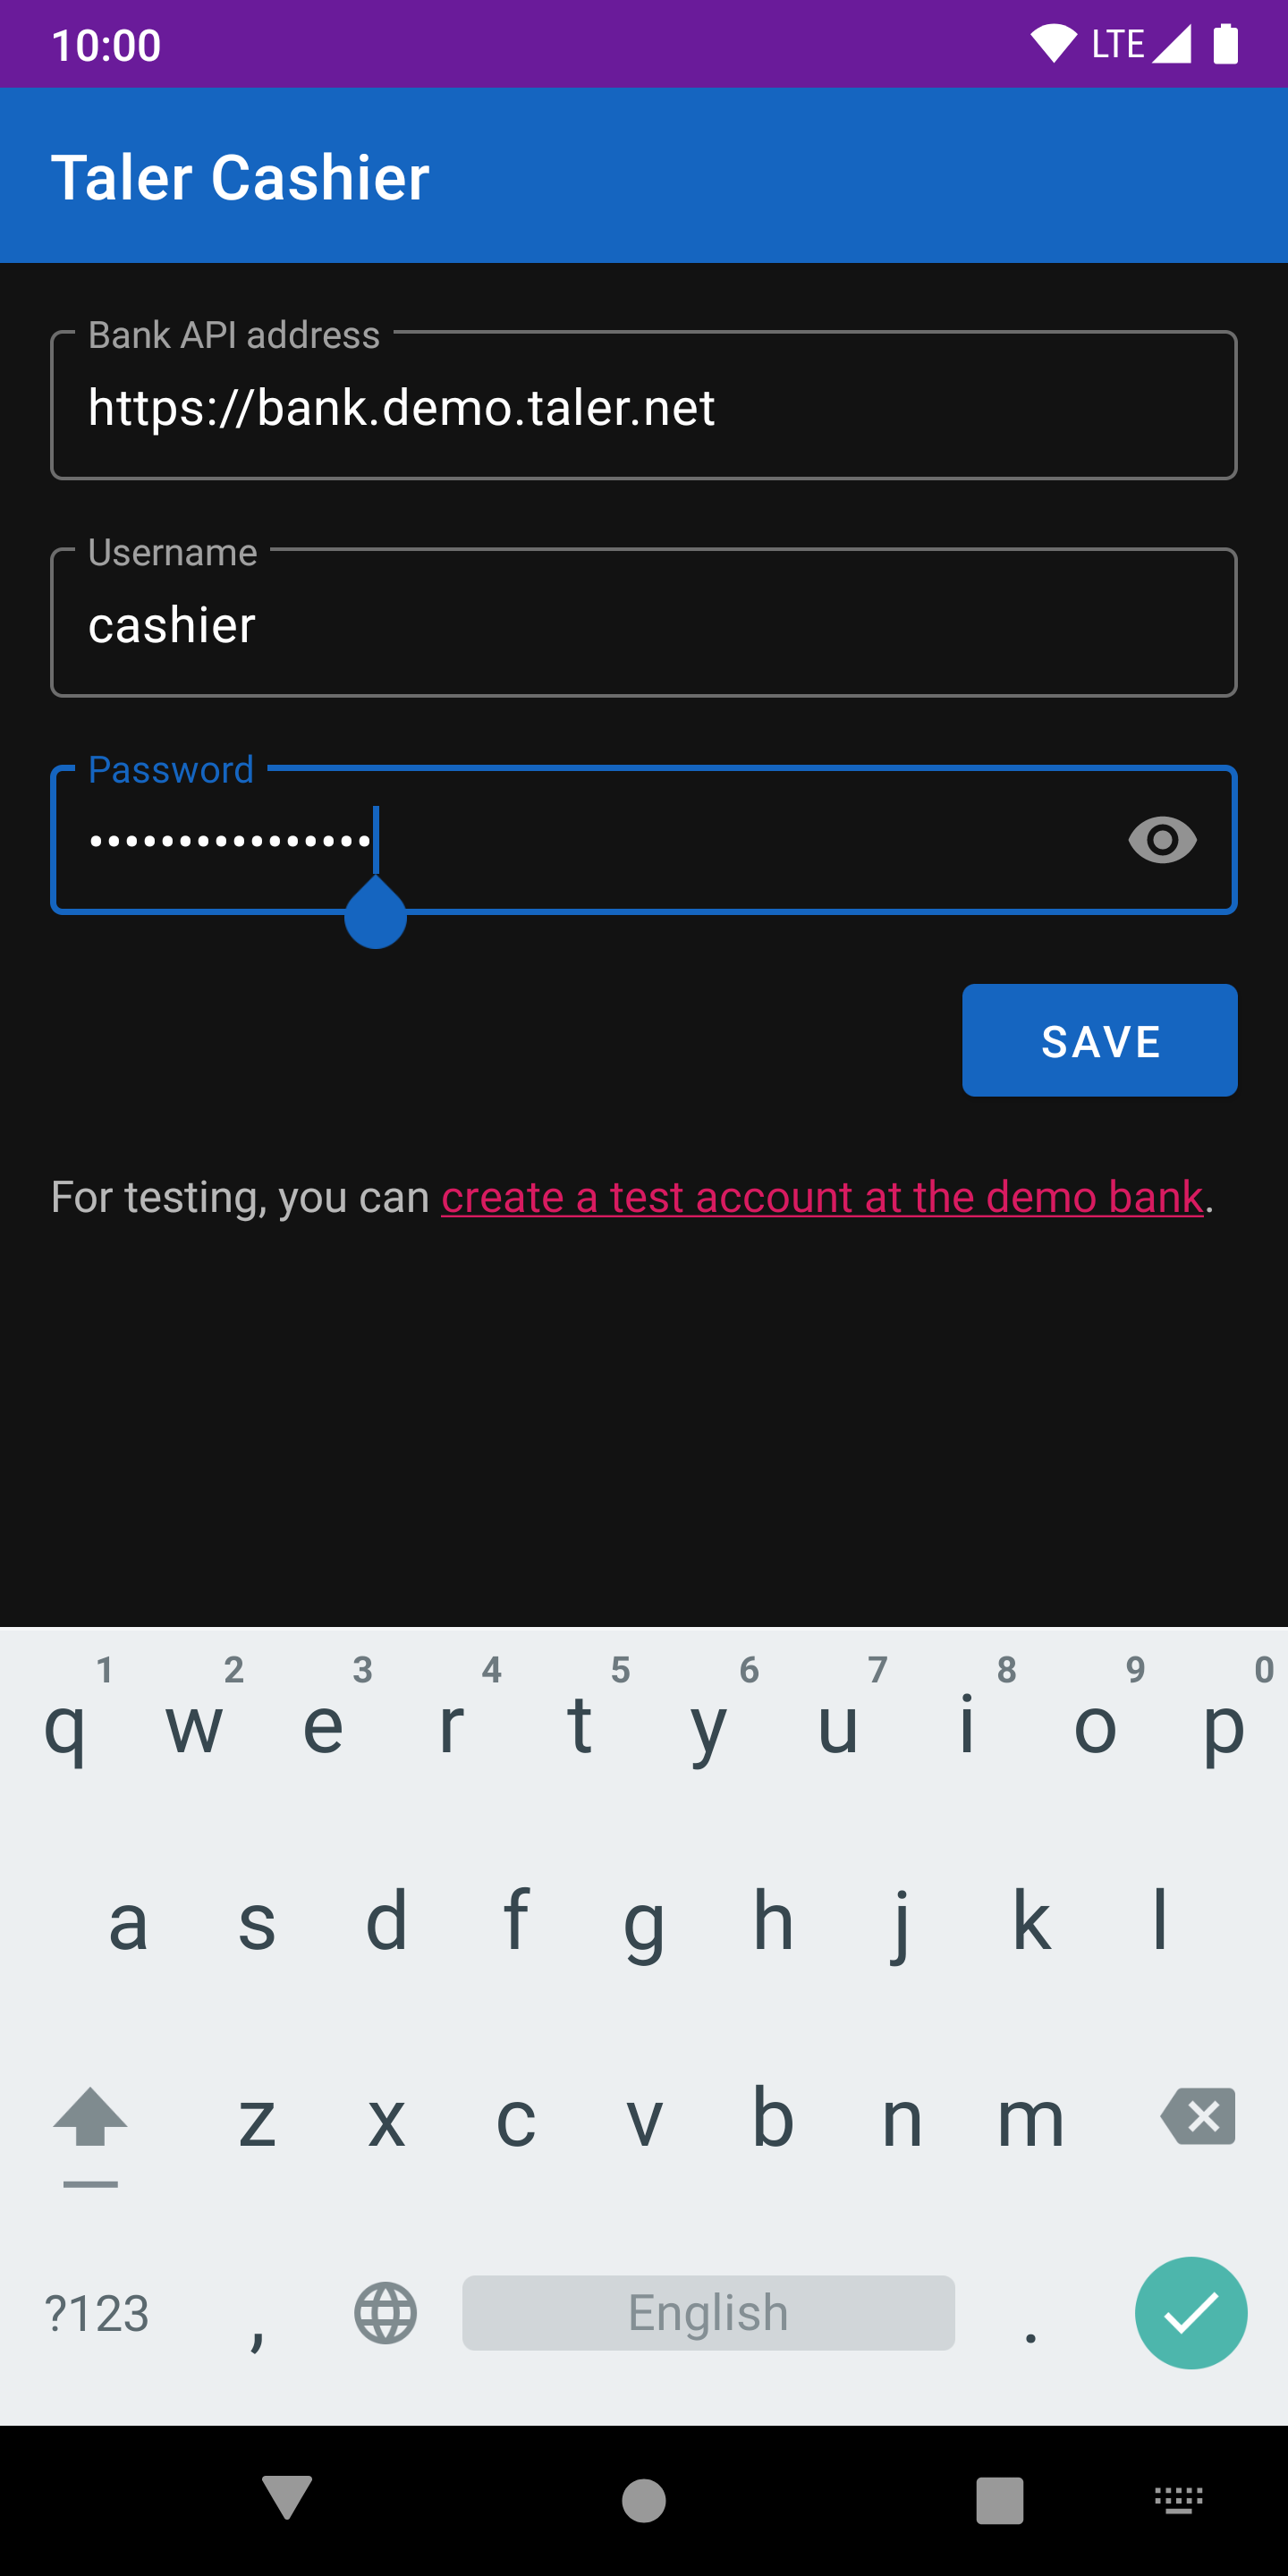 10:00 LTE
Taler Cashier
Bank API address
https://bank.demo.taler.net
Username
cashier
Password
••••••••••••••••
SAVE
For testing, you can create a test account at the demo bank.
1 2 3 4 5 6 7 8 9 0
q w e r t y u i o p
a s d f g h j k l
z x c v b n m
?123 , English .